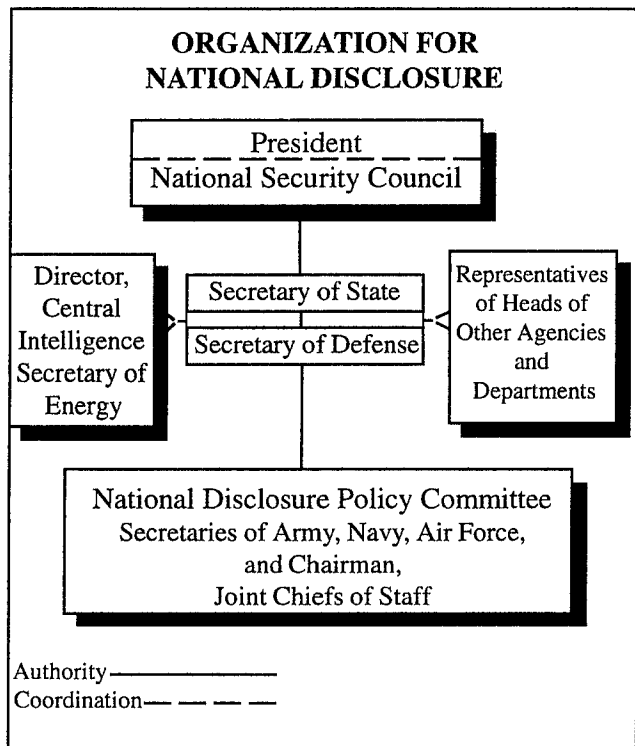 ORGANIZATION FOR
NATIONAL DISCLOSURE
President
National Security Council
Director,
Central
Intelligence
Secretary of
Energy
Secretary of State
Secretary of Defense
Representatives
of Heads of
Other Agencies
and
Departments
National Disclosure Policy Committee
Secretaries of Army, Navy, Air Force,
and Chairman,
Joint Chiefs of Staff
Authority
Coordination